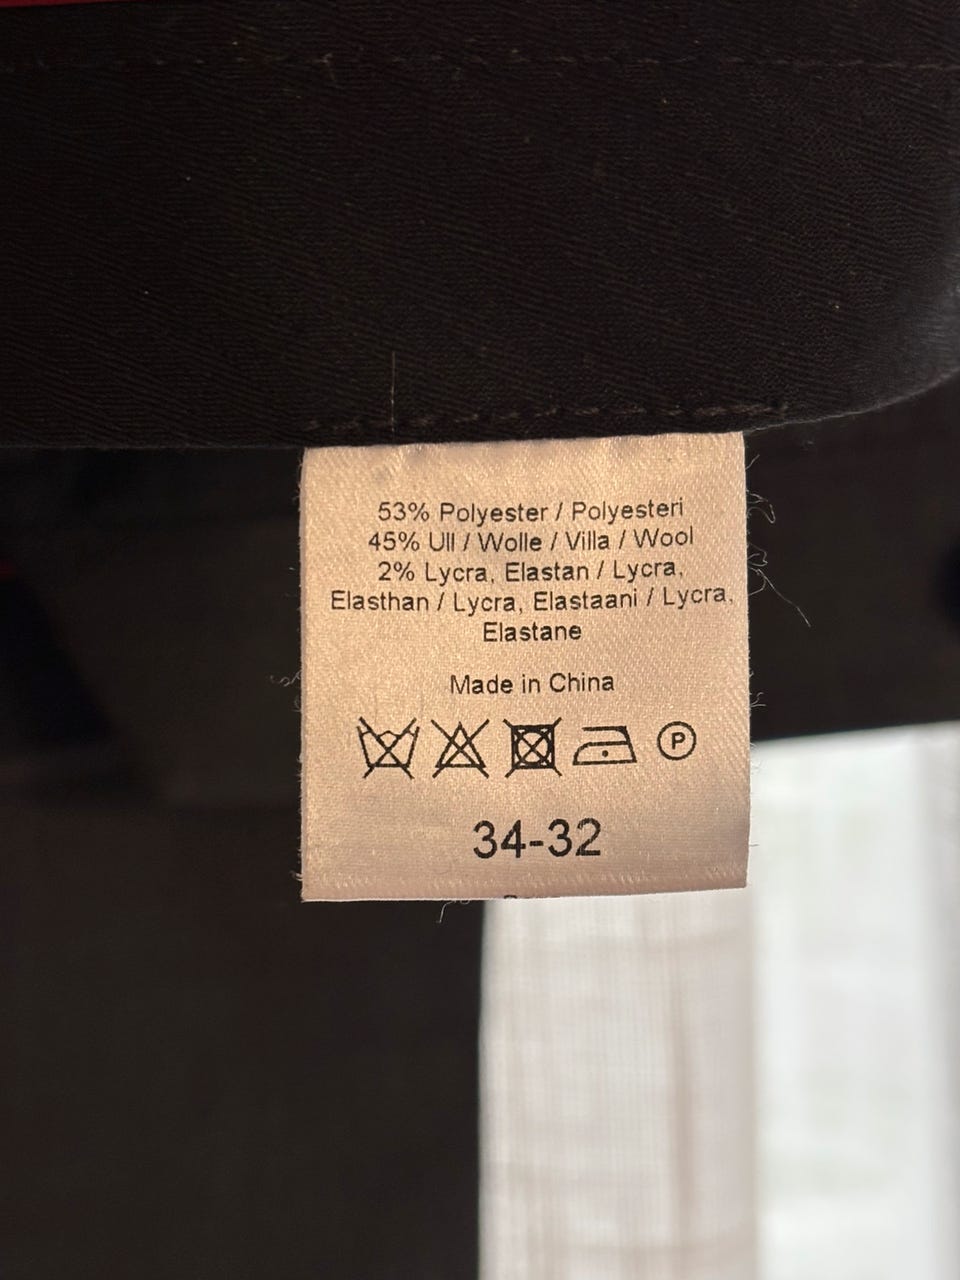 53% Polyester / Polyesteri
45% Ull / Wolle / Villa / Wool
2% Lycra, Elastan / Lycra,
Elasthan / Lycra, Elastaani / Lycra,
Elastane
Made in China
P
34-32